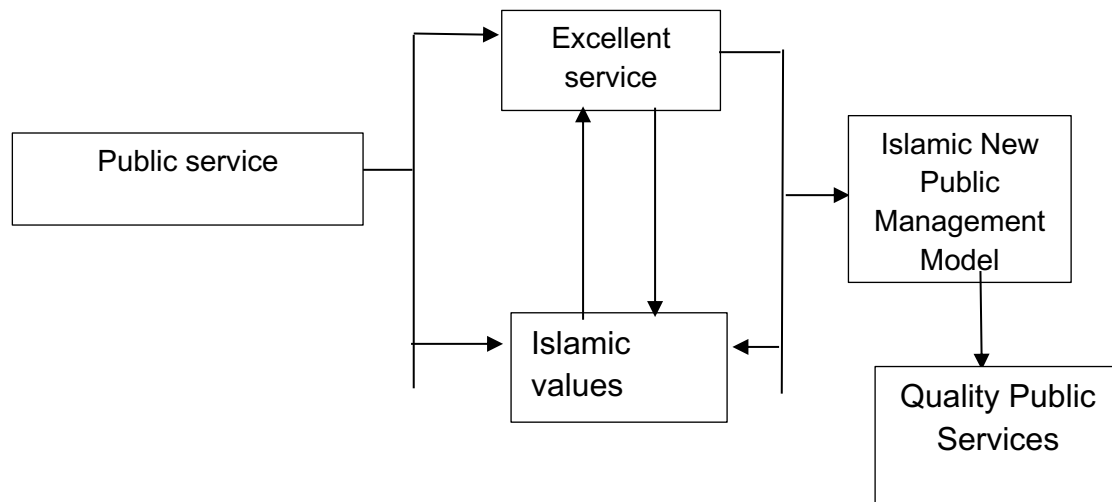 Excellent
service
Public service
Islamic New
Public
Management
Model
Islamic
values
Quality Public
Services